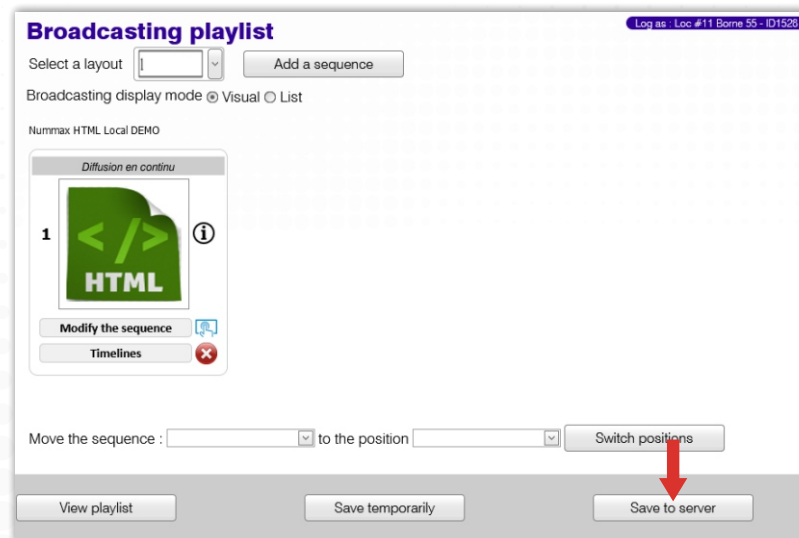 Broadcasting playlist
Log as : Loc #11 Borne 55 - ID1528
Select a layout 1 Add a sequence
Broadcasting display mode Visual List
Nummax HTML Local DEMO
Diffusion en continu
1
</>
HTML
Modify the sequence
Timelines
Move the sequence : to the position Switch positions
View playlist Save temporarily Save to server